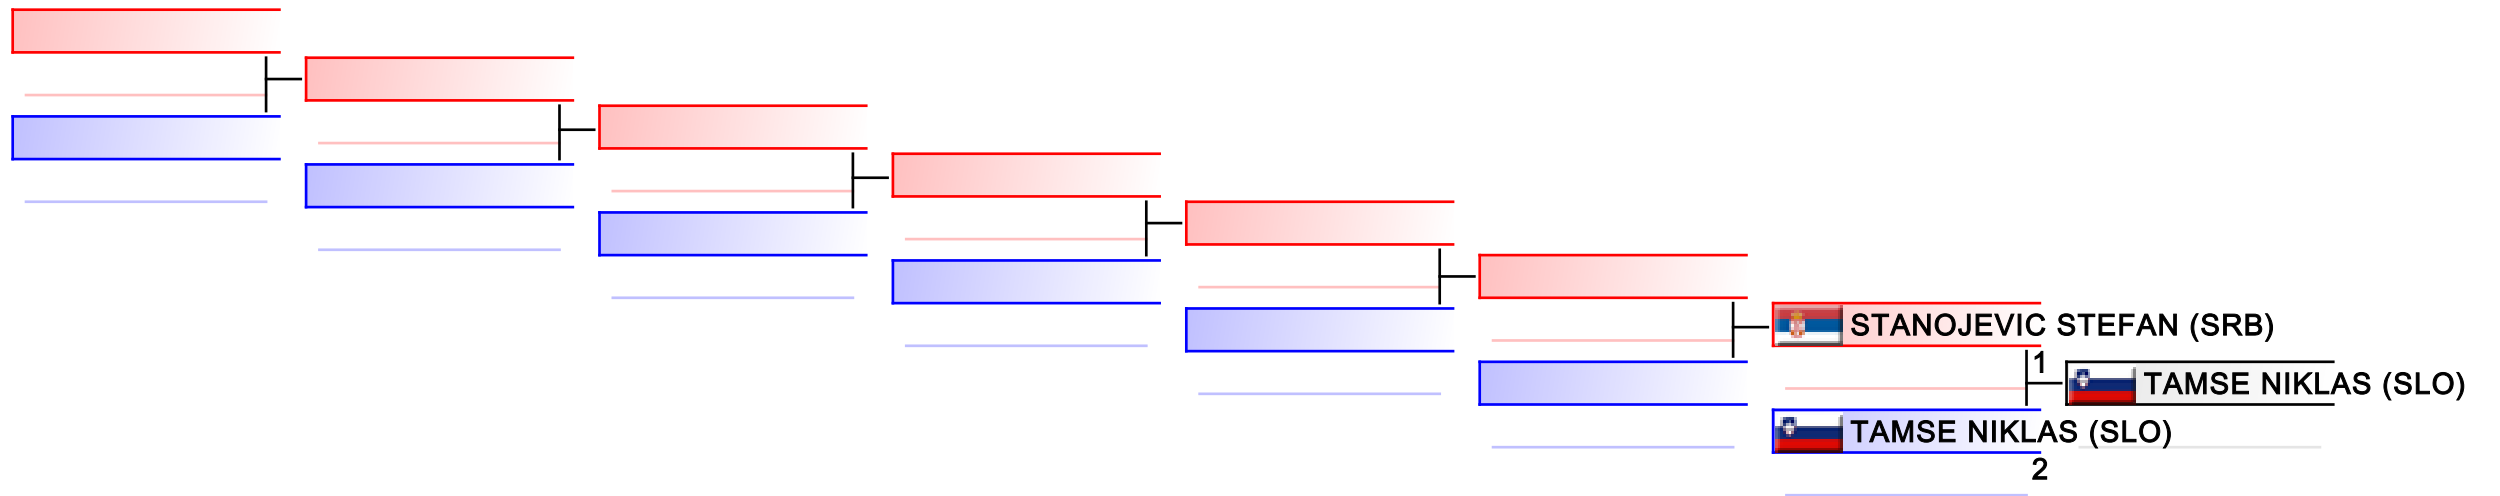 STANOJEVIC STEFAN (SRB)
1
TAMSE NIKLAS (SLO)
TAMSE NIKLAS (SLO)
2